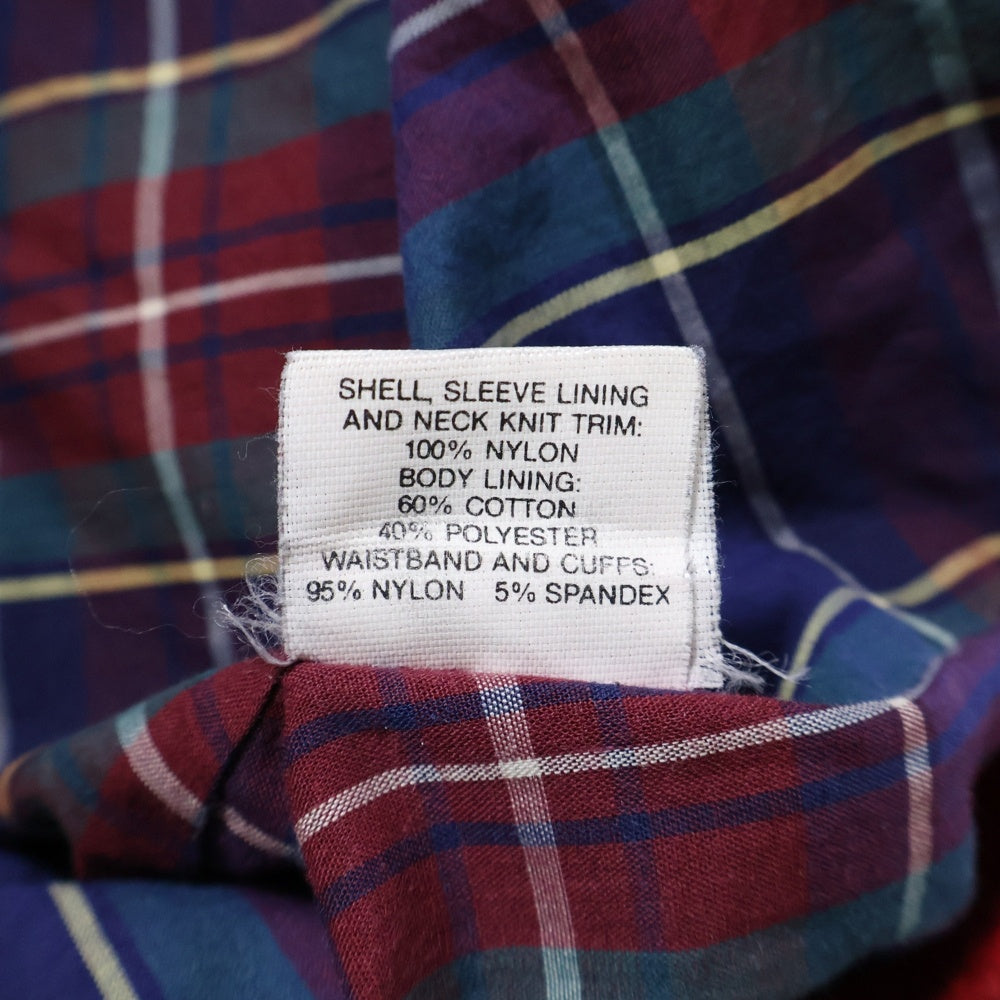 SHELL, SLEEVE LINING
AND NECK KNIT TRIM:
100% NYLON
BODY LINING:
60% COTTON
40% POLYESTER
WAISTBAND AND CUFFS:
95% NYLON 5% SPANDEX